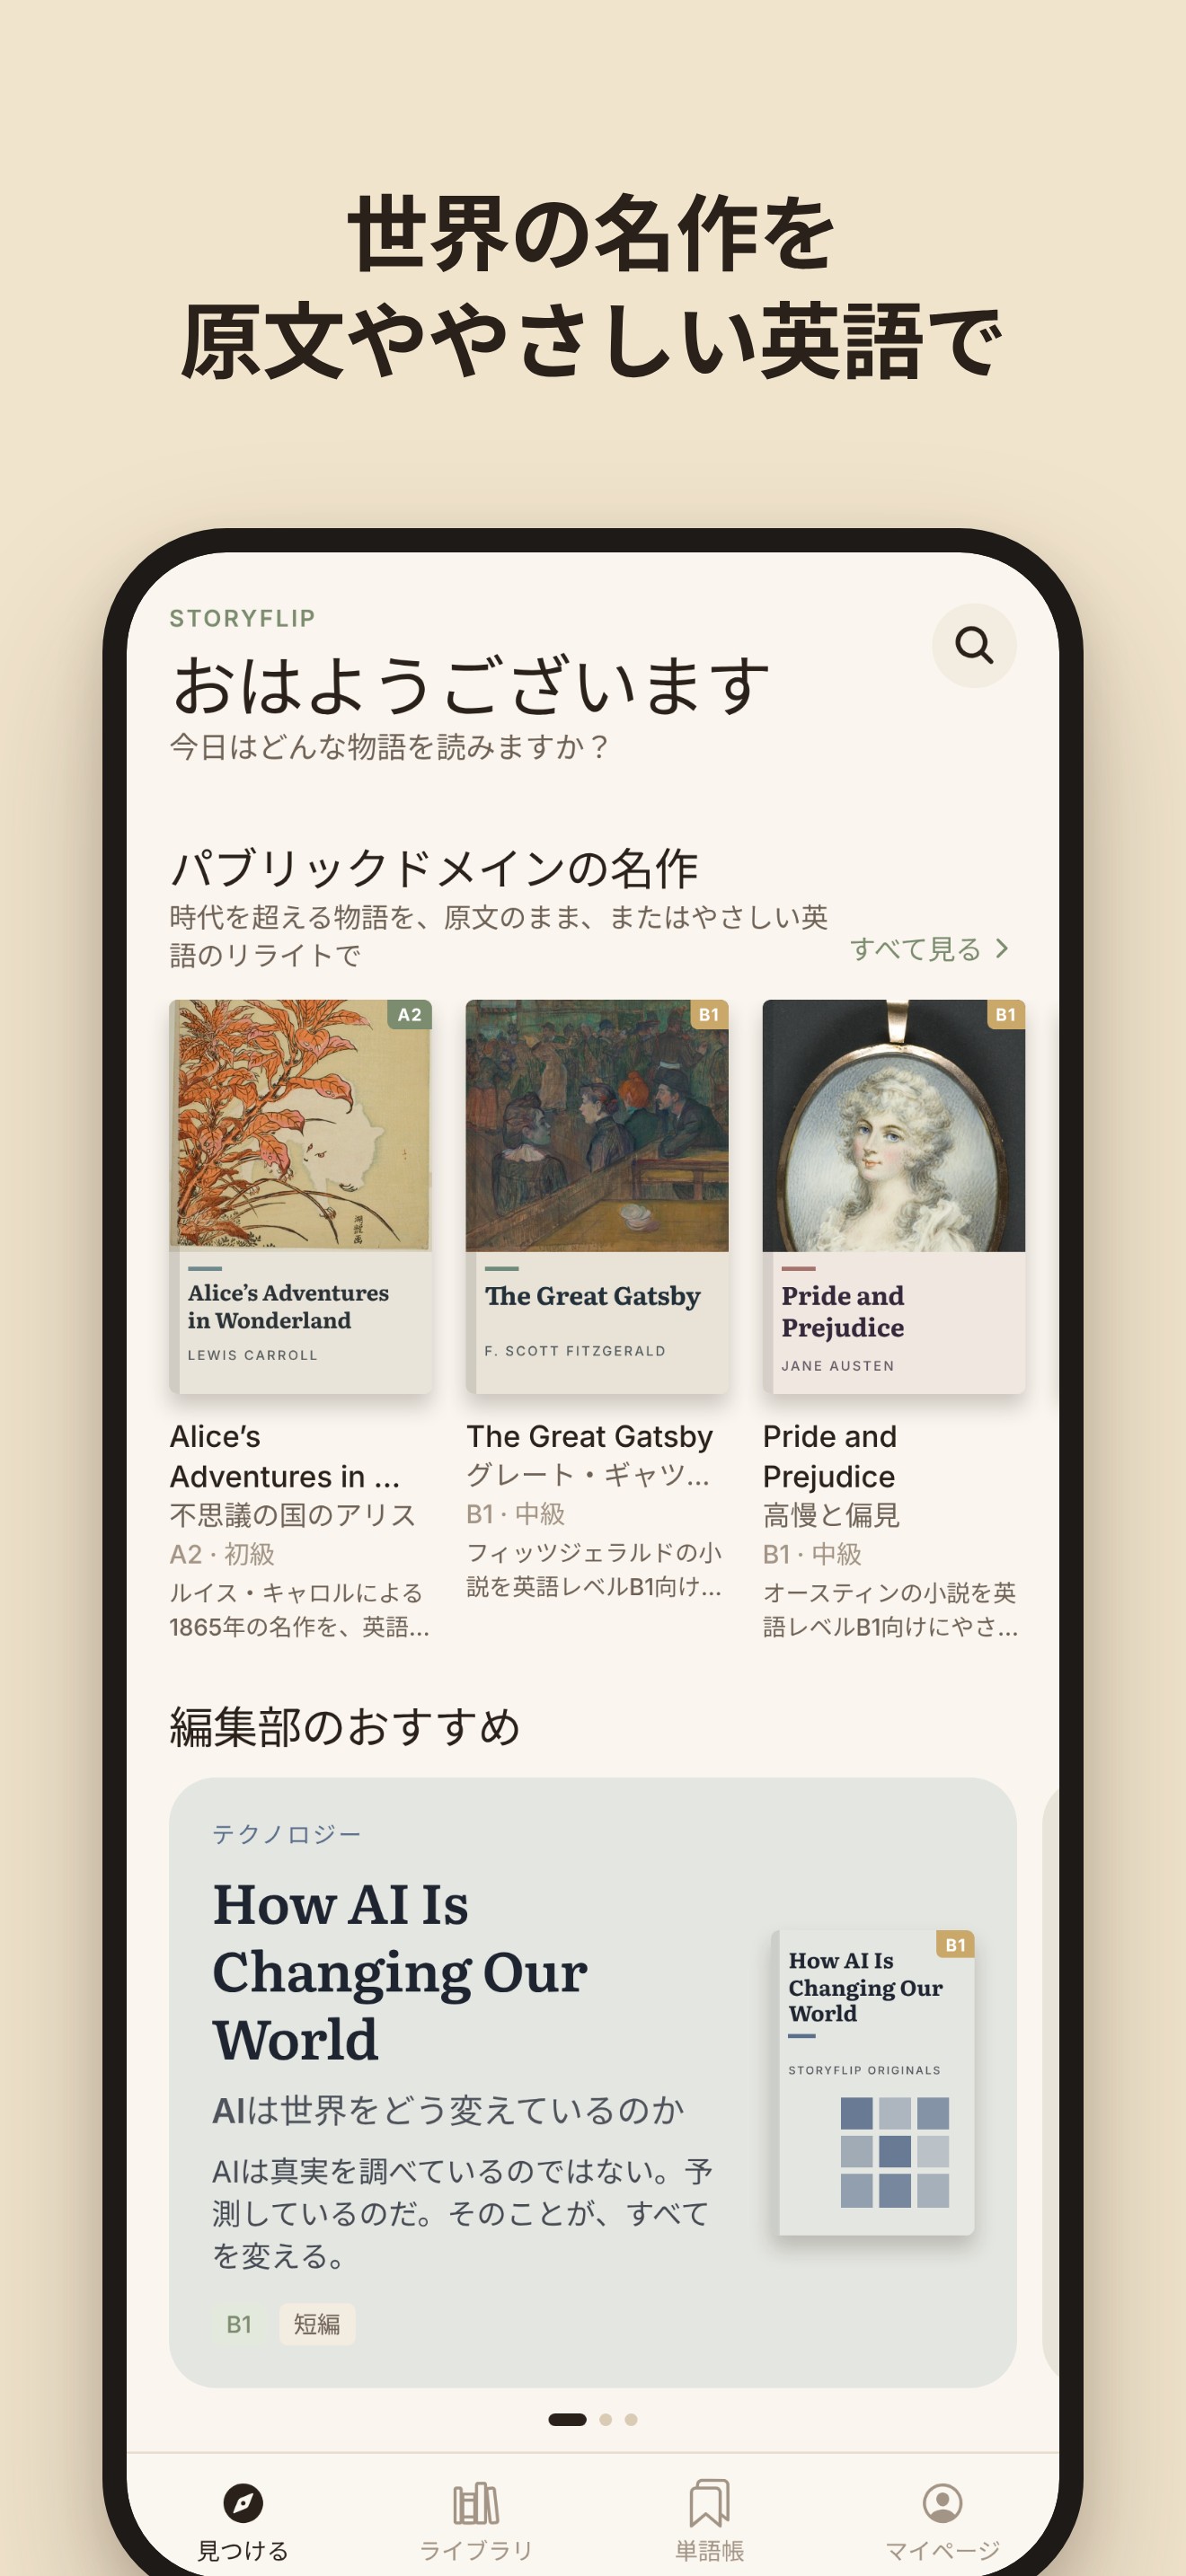 世界の名作を
原文ややさしい英語で
STORYFLIP
おはようございます
今日はどんな物語を読みますか？
パブリックドメインの名作
時代を超える物語を、原文のまま、またはやさしい英
語のリライトで
すべて見る
A2
B1
B1
湖龍画
Alice’s Adventures
in Wonderland
LEWIS CARROLL
The Great Gatsby
F. SCOTT FITZGERALD
Pride and
Prejudice
JANE AUSTEN
Alice’s
Adventures in ...
不思議の国のアリス
A2 · 初級
ルイス・キャロルによる
1865年の名作を、英語...
The Great Gatsby
グレート・ギャツ...
B1 · 中級
フィッツジェラルドの小
説を英語レベルB1向け...
Pride and
Prejudice
高慢と偏見
B1 · 中級
オースティンの小説を英
語レベルB1向けにやさ...
編集部のおすすめ
テクノロジー
How AI Is
Changing Our
World
AIは世界をどう変えているのか
AIは真実を調べているのではない。予
測しているのだ。そのことが、すべて
を変える。
B1
短編
B1
How AI Is
Changing Our
World
STORYFLIP ORIGINALS
見つける
ライブラリ
単語帳
マイページ